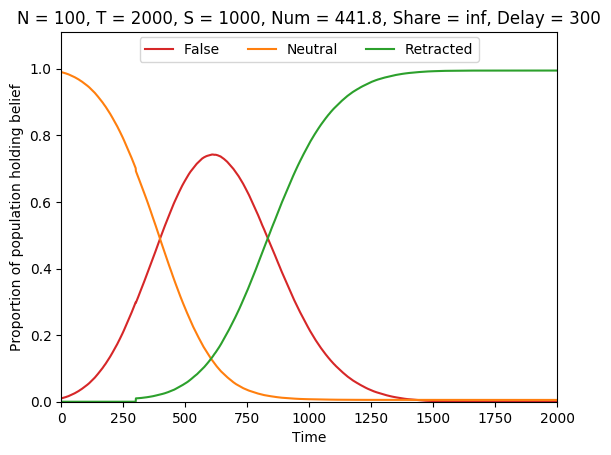 N = 100, T = 2000, S = 1000, Num = 441.8, Share = inf, Delay = 300
False Neutral Retracted
Proportion of population holding belief
1.0
0.8
0.6
0.4
0.2
0.0
0 250 500 750 1000 1250 1500 1750 2000
Time